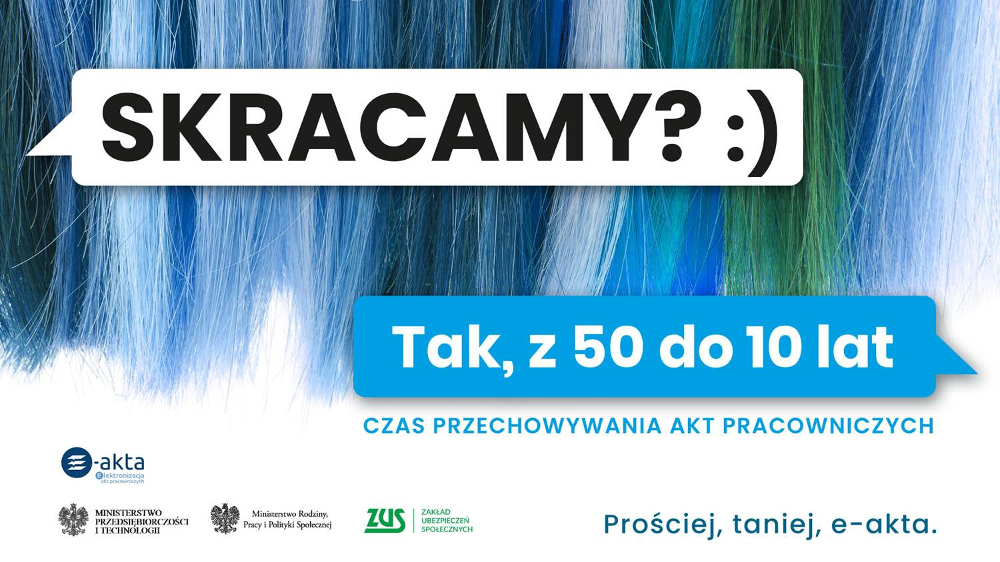 SKRACAMY? :)
Tak, z 50 do 10 lat
CZAS PRZECHOWYWANIA AKT PRACOWNICZYCH
e-akta
elektronizacja
akt pracowniczych
MINISTERSTWO
PRZEDSIĘBIORCZOŚCI
I TECHNOLOGII
Ministerstwo Rodziny,
Pracy i Polityki Społecznej
ZUS
ZAKŁAD
UBEZPIECZEŃ
SPOŁECZNYCH
Prościej, taniej, e-akta.